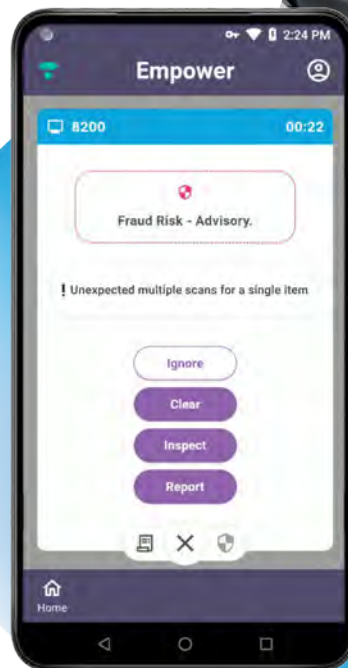 2:24 PM
Empower
8200 00:22
Fraud Risk - Advisory.
! Unexpected multiple scans for a single item
Ignore
Clear
Inspect
Report
Home